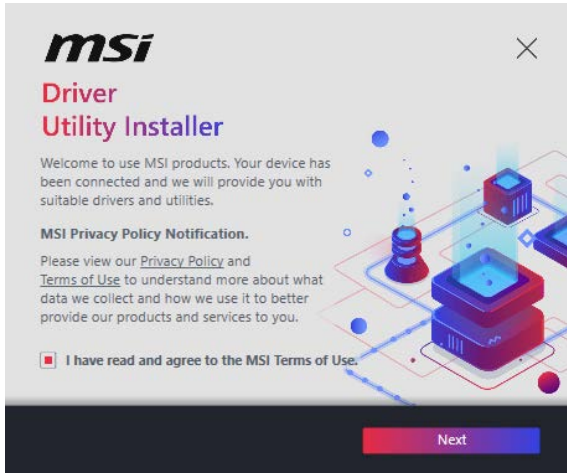 msi
Driver
Utility Installer
Welcome to use MSI products. Your device has
been connected and we will provide you with
suitable drivers and utilities.
MSI Privacy Policy Notification.
Please view our Privacy Policy and
Terms of Use to understand more about what
data we collect and how we use it to better
provide our products and services to you.
I have read and agree to the MSI Terms of Use.
Next